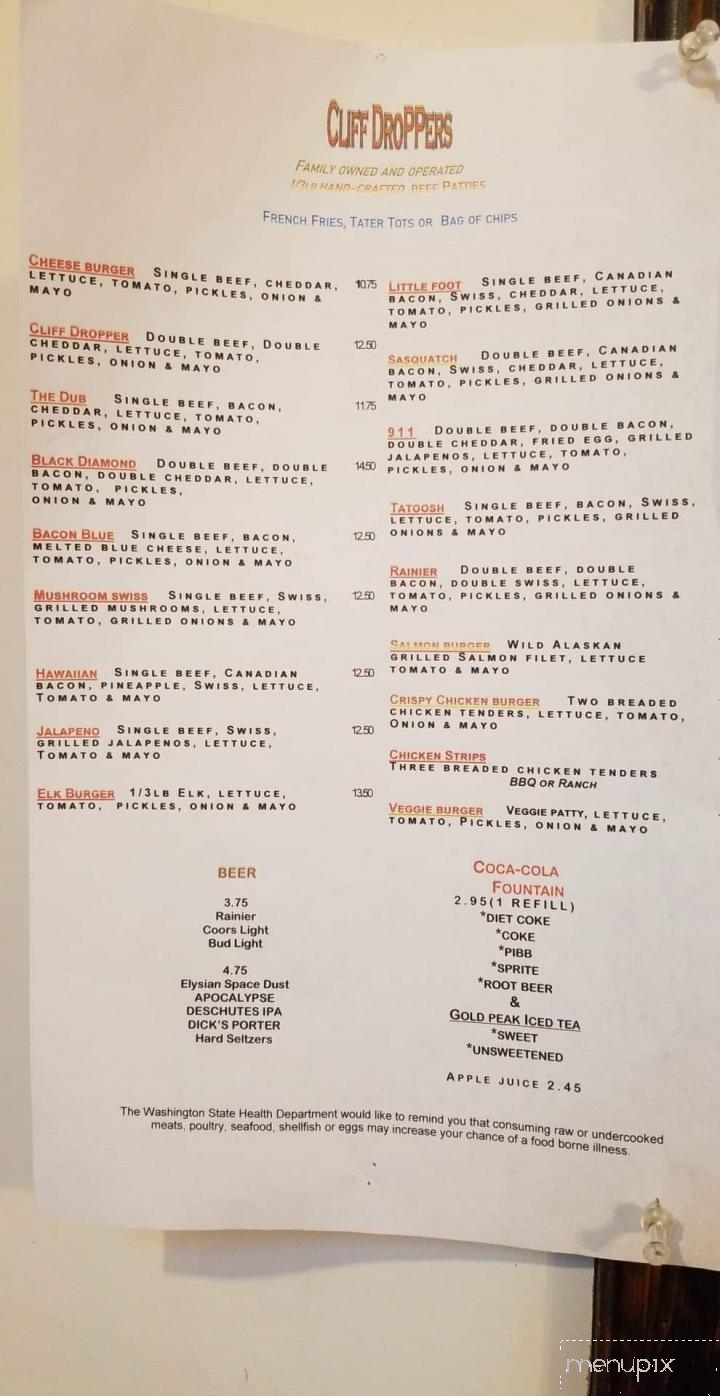 CLIFF DROPPERS
FAMILY OWNED AND OPERATED
1/3LB HAND-CRAFTED BEEF PATTIES
FRENCH FRIES, TATER TOTS OR BAG OF CHIPS
CHEESE BURGER SINGLE BEEF, CHEDDAR, 10.75
LETTUCE, TOMATO, PICKLES, ONION &
MAYO
CLIFF DROPPER DOUBLE BEEF, DOUBLE 12.50
CHEDDAR, LETTUCE, TOMATO,
PICKLES, ONION & MAYO
THE DUB SINGLE BEEF, BACON, 11.75
CHEDDAR, LETTUCE, TOMATO,
PICKLES, ONION & MAYO
BLACK DIAMOND DOUBLE BEEF, DOUBLE 14.50
BACON, DOUBLE CHEDDAR, LETTUCE,
TOMATO, PICKLES,
ONION & MAYO
BACON BLUE SINGLE BEEF, BACON, 12.50
MELTED BLUE CHEESE, LETTUCE,
TOMATO, PICKLES, ONION & MAYO
MUSHROOM SWISS SINGLE BEEF, SWISS, 12.50
GRILLED MUSHROOMS, LETTUCE,
TOMATO, GRILLED ONIONS & MAYO
HAWAIIAN SINGLE BEEF, CANADIAN 12.50
BACON, PINEAPPLE, SWISS, LETTUCE,
TOMATO & MAYO
JALAPENO SINGLE BEEF, SWISS, 12.50
GRILLED JALAPENOS, LETTUCE,
TOMATO & MAYO
ELK BURGER 1/3LB ELK, LETTUCE, 13.50
TOMATO, PICKLES, ONION & MAYO
LITTLE FOOT SINGLE BEEF, CANADIAN
BACON, SWISS, CHEDDAR, LETTUCE,
TOMATO, PICKLES, GRILLED ONIONS &
MAYO
SASQUATCH DOUBLE BEEF, CANADIAN
BACON, SWISS, CHEDDAR, LETTUCE,
TOMATO, PICKLES, GRILLED ONIONS &
MAYO
911 DOUBLE BEEF, DOUBLE BACON,
DOUBLE CHEDDAR, FRIED EGG, GRILLED
JALAPENOS, LETTUCE, TOMATO,
PICKLES, ONION & MAYO
TATOOSH SINGLE BEEF, BACON, SWISS,
LETTUCE, TOMATO, PICKLES, GRILLED
ONIONS & MAYO
RAINIER DOUBLE BEEF, DOUBLE
BACON, DOUBLE SWISS, LETTUCE,
TOMATO, PICKLES, GRILLED ONIONS &
MAYO
SALMON BURGER WILD ALASKAN
GRILLED SALMON FILET, LETTUCE
TOMATO & MAYO
CRISPY CHICKEN BURGER TWO BREADED
CHICKEN TENDERS, LETTUCE, TOMATO,
ONION & MAYO
CHICKEN STRIPS
THREE BREADED CHICKEN TENDERS
BBQ OR RANCH
VEGGIE BURGER VEGGIE PATTY, LETTUCE,
TOMATO, PICKLES, ONION & MAYO
BEER
3.75
Rainier
Coors Light
Bud Light
4.75
Elysian Space Dust
APOCALYPSE
DESCHUTES IPA
DICK'S PORTER
Hard Seltzers
COCA-COLA
FOUNTAIN
2.95(1 REFILL)
*DIET COKE
*COKE
*PIBB
*SPRITE
*ROOT BEER
&
GOLD PEAK ICED TEA
*SWEET
*UNSWEETENED
APPLE JUICE 2.45
The Washington State Health Department would like to remind you that consuming raw or undercooked
meats, poultry, seafood, shellfish or eggs may increase your chance of a food borne illness.
menupix